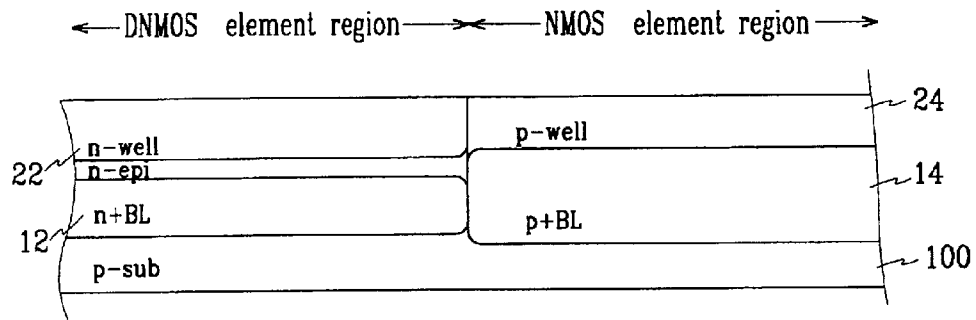 DNMOS element region NMOS element region
24
p-well
n-well
22
n-epi
14
n+BL
p+BL
12
p-sub
100